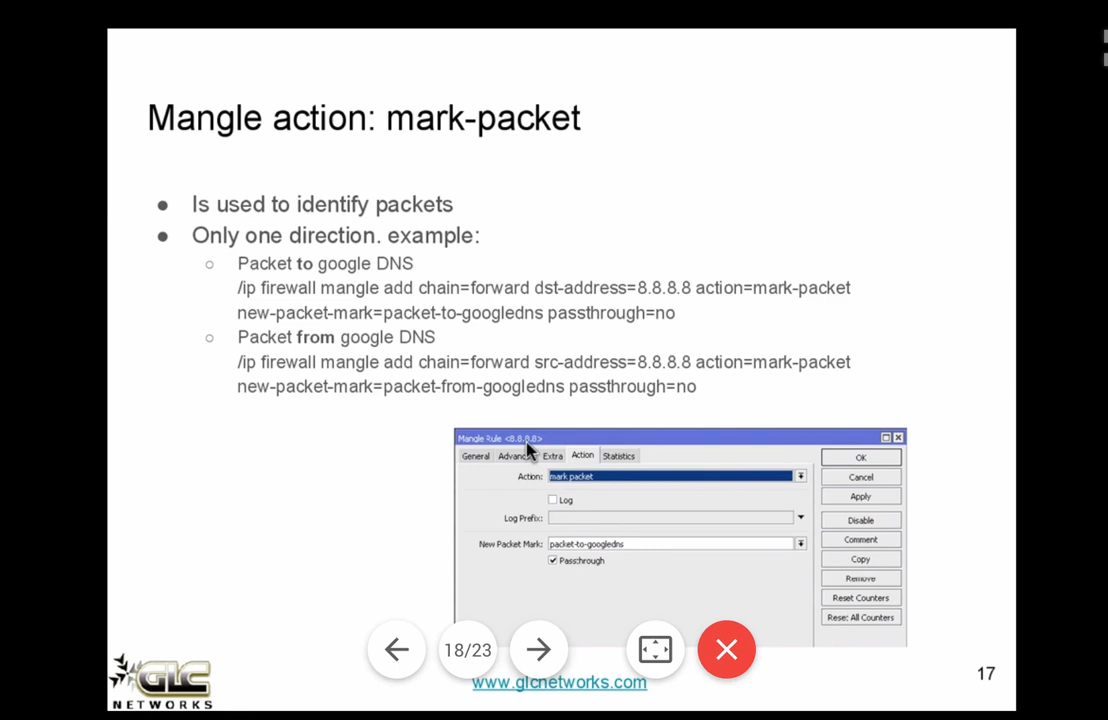 Mangle action: mark-packet
● Is used to identify packets
● Only one direction. example:
○ Packet to google DNS
/ip firewall mangle add chain=forward dst-address=8.8.8.8 action=mark-packet
new-packet-mark=packet-to-googledns passthrough=no
○ Packet from google DNS
/ip firewall mangle add chain=forward src-address=8.8.8.8 action=mark-packet
new-packet-mark=packet-from-googledns passthrough=no
Mangle Rule <8.8.8.8>
General Extra Action Statistics
Action: mark packet
Log
Log Prefix:
New Packet Mark: packet-to-googledns
Passthrough
OK
Cancel
Apply
Disable
Comment
Copy
Remove
Reset Counters
Reset All Counters
18/23
GLC
NETWORKS
www.glcnetworks.com
17